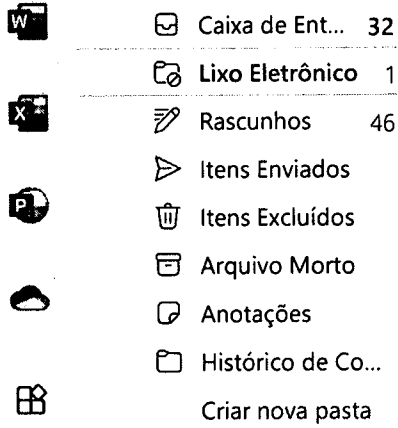 W
Caixa de Ent... 32
Lixo Eletrônico 1
X
Rascunhos 46
Itens Enviados
P
Itens Excluídos
Arquivo Morto
Anotações
Histórico de Co...
Criar nova pasta